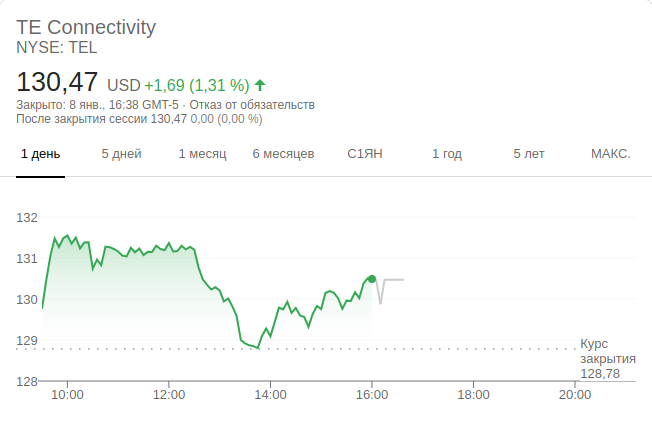 TE Connectivity
NYSE: TEL
130,47 USD +1,69 (1,31 %)
Закрыто: 8 янв., 16:38 GMT-5 · Отказ от обязательств
После закрытия сессии 130,47 0,00 (0,00 %)
1 день 5 дней 1 месяц 6 месяцев С1ЯН 1 год 5 лет МАКС.
132
131
130
129
128
Курс
закрытия
128,78
10:00 12:00 14:00 16:00 18:00 20:00